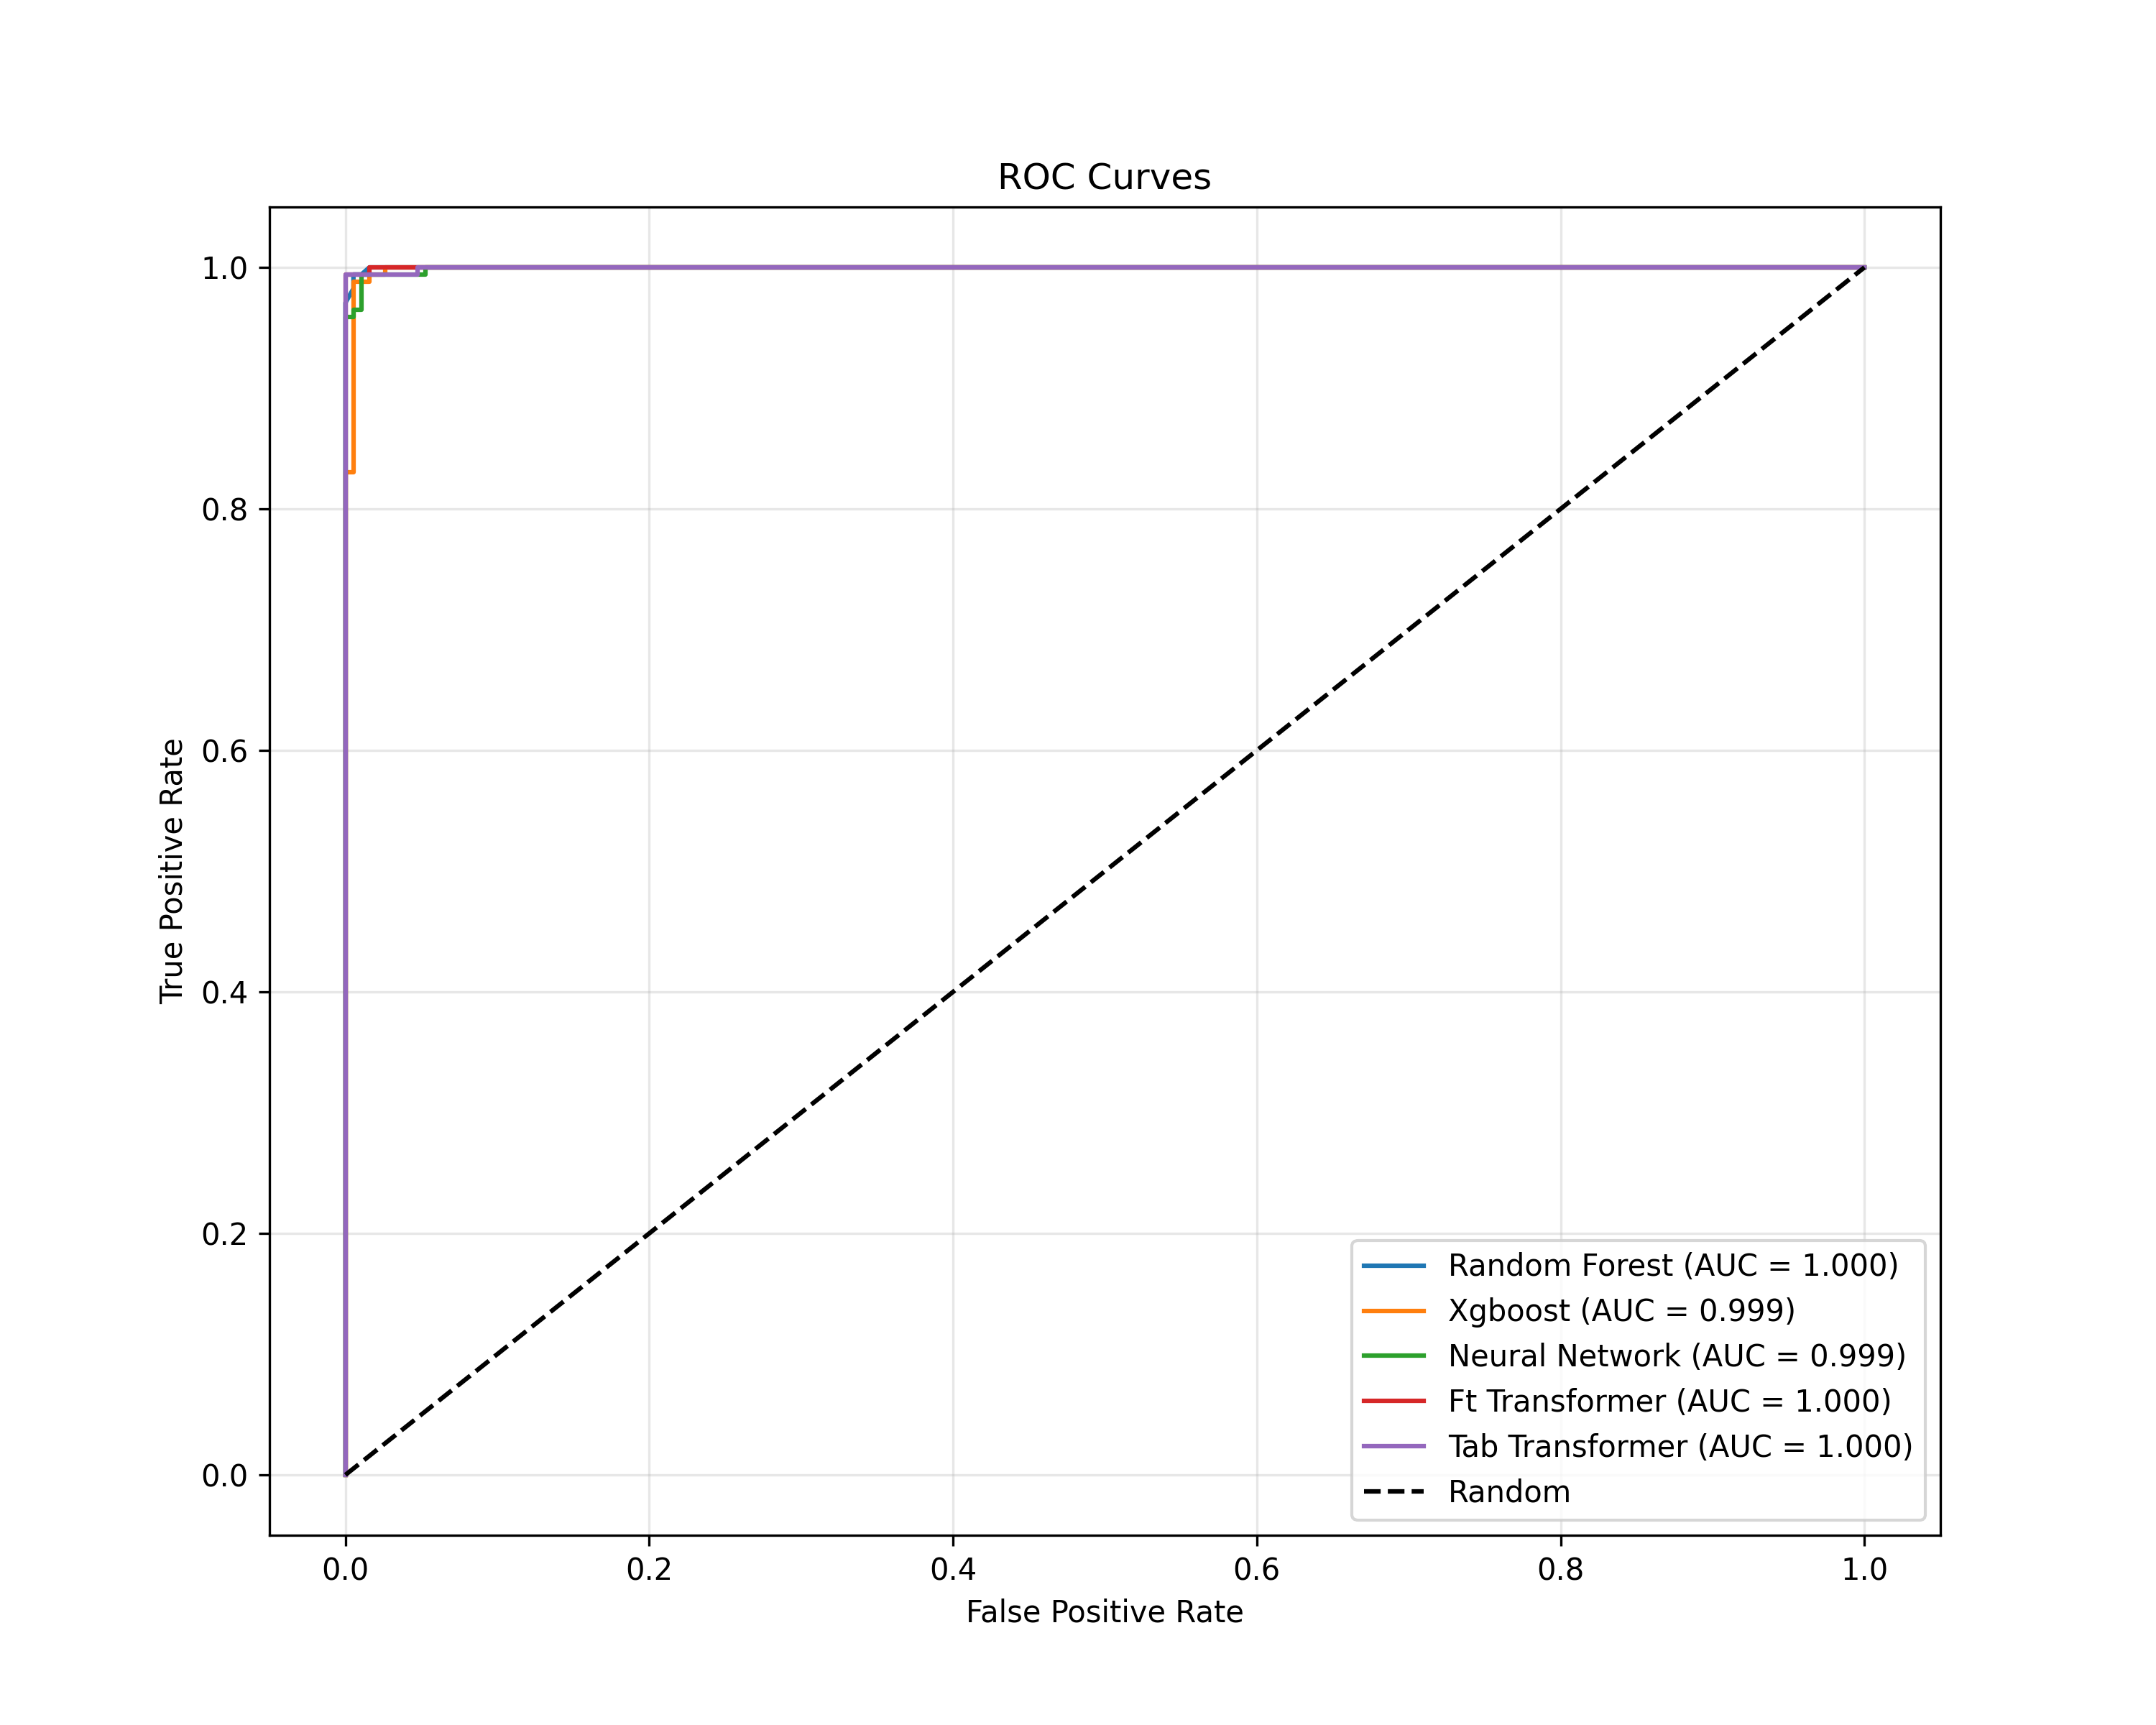 ROC Curves
True Positive Rate
1.0
0.8
0.6
0.4
0.2
0.0
0.0 0.2 0.4 0.6 0.8 1.0
False Positive Rate
Random Forest (AUC = 1.000)
Xgboost (AUC = 0.999)
Neural Network (AUC = 0.999)
Ft Transformer (AUC = 1.000)
Tab Transformer (AUC = 1.000)
Random